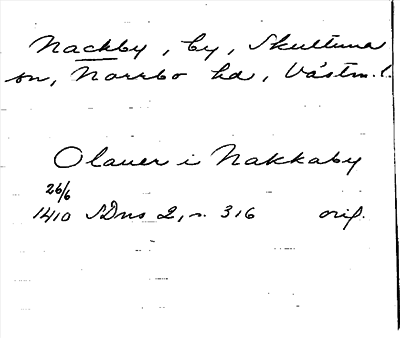 Nackby, by, Skultuna
sn, Norrbo hd, Västm. l.
Olauer i Nakkaby
26/6
1410 SDns 2, s. 316 orig.